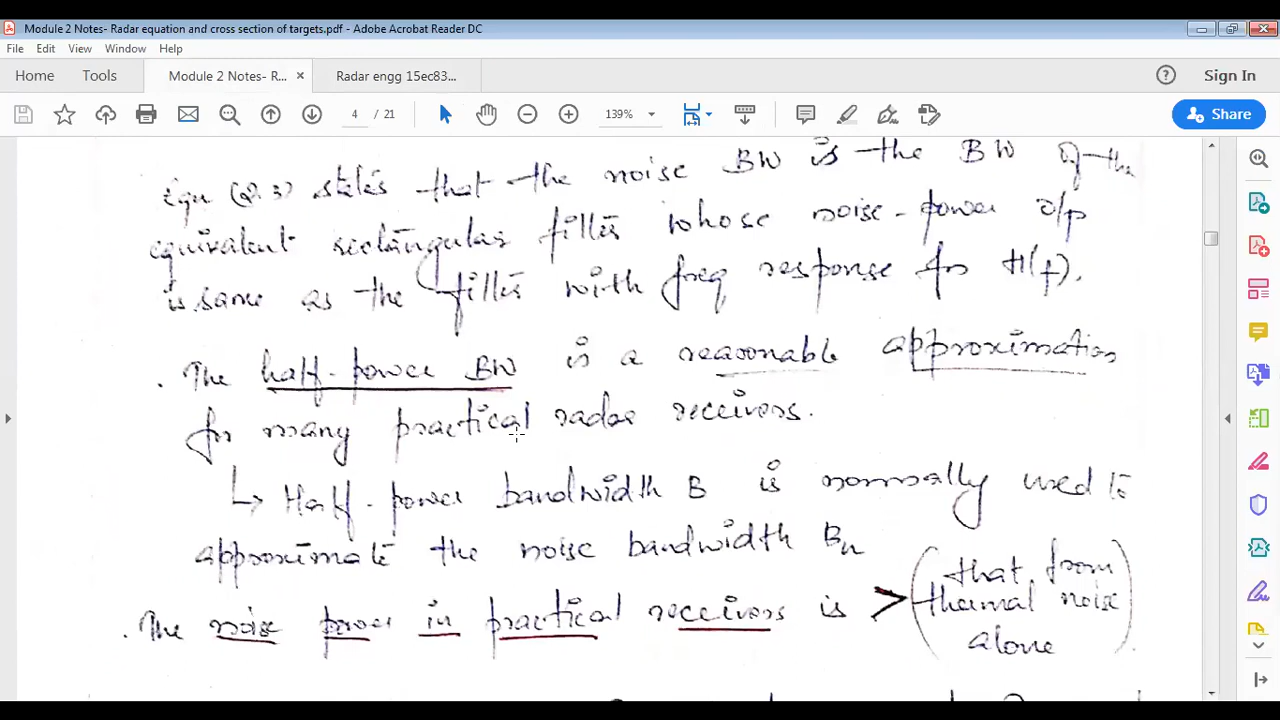 Module 2 Notes- Radar equation and cross section of targets.pdf - Adobe Acrobat Reader DC
File Edit View Window Help
Home Tools Module 2 Notes- R... × Radar engg 15ec83... Sign In
4 / 21 139% Share
Eqn (2.3) states that the noise BW is the BW of the
equivalent rectangular filter whose noise-power o/p
is same as the filter with freq response fn H(f).
. The half-power BW is a reasonable approximation
for many practical radar receivers.
↳ Half-power bandwidth B is normally used to
approximate the noise bandwidth Bn
. The noise power in practical receivers is > (that from
thermal noise
alone)